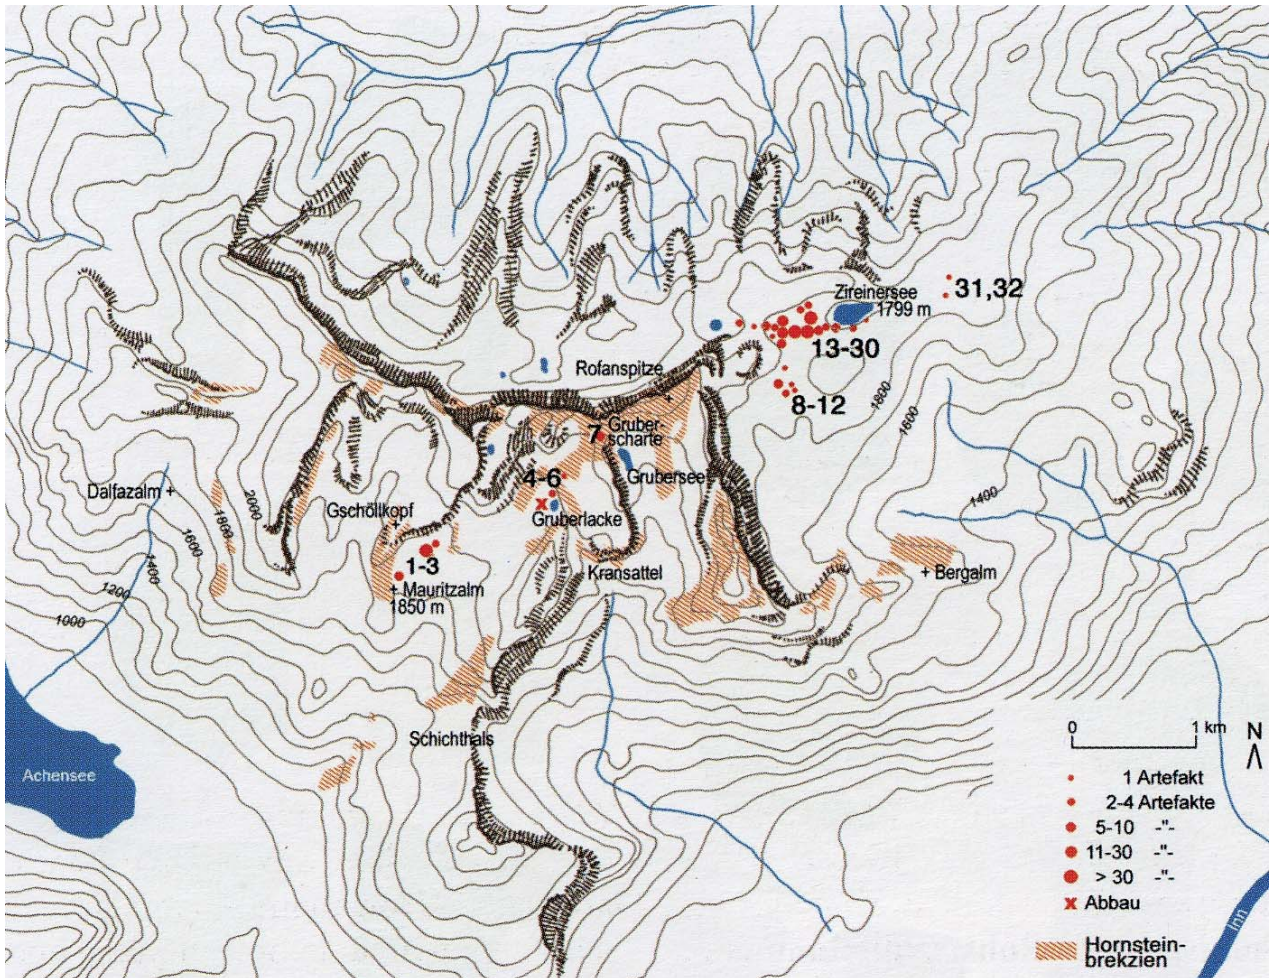 Zireinersee
1799 m
31,32
13-30
Rofanspitze
8-12
1800
1600
7
Gruber-
scharte
4-6
Grubersee
1400
Dalfazalm +
2000
1800
1600
1400
1200
1000
Gschöllkopf
Gruberlacke
1-3
+ Mauritzalm
1850 m
Kransattel
+ Bergalm
Schichthals
Achensee
0 1 km
N
1 Artefakt
2-4 Artefakte
5-10 -"-
11-30 -"-
> 30 -"-
x Abbau
Hornstein-
brekzien
Inn